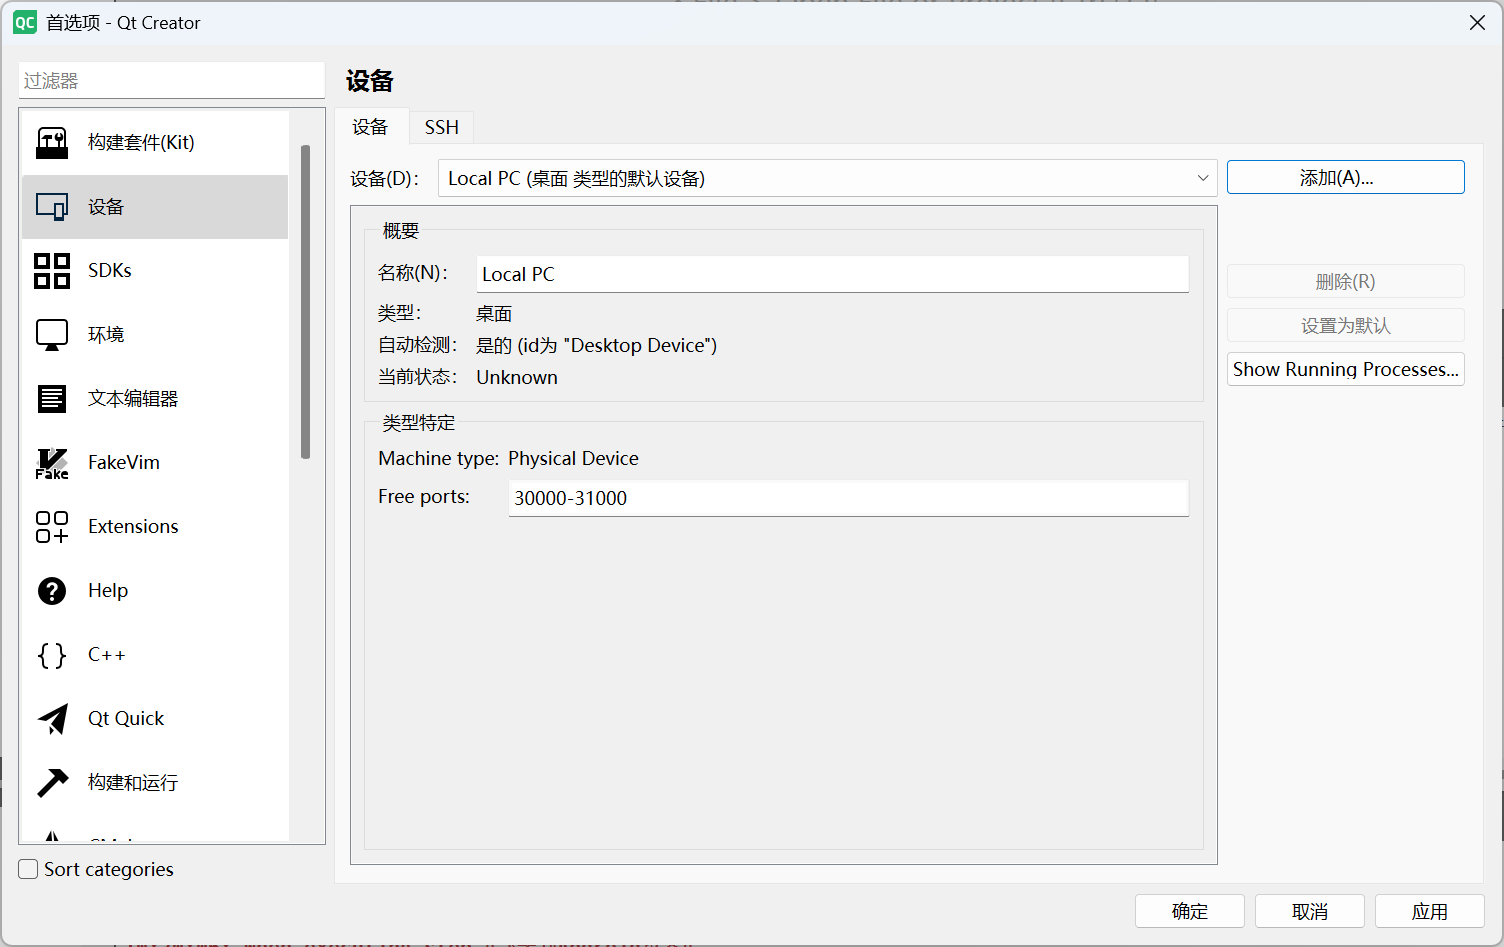 QC 首选项 - Qt Creator
过滤器
构建套件(Kit)
设备
SDKs
环境
文本编辑器
Fake FakeVim
Extensions
Help
C++
Qt Quick
构建和运行
Sort categories
设备
设备 SSH
设备(D)： Local PC (桌面 类型的默认设备) 添加(A)...
概要
名称(N)： Local PC
类型： 桌面
自动检测： 是的 (id为 "Desktop Device")
当前状态： Unknown
类型特定
Machine type: Physical Device
Free ports: 30000-31000
删除(R)
设置为默认
Show Running Processes...
确定 取消 应用